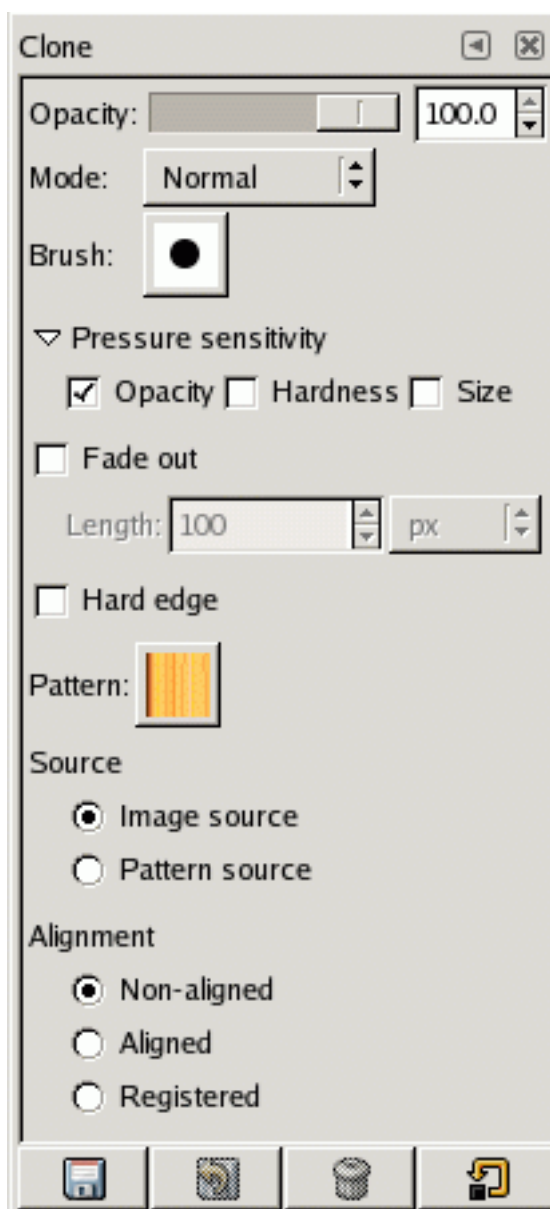 Clone
Opacity: 100.0
Mode: Normal
Brush:
Pressure sensitivity
Opacity Hardness Size
Fade out
Length: 100 px
Hard edge
Pattern:
Source
Image source
Pattern source
Alignment
Non-aligned
Aligned
Registered